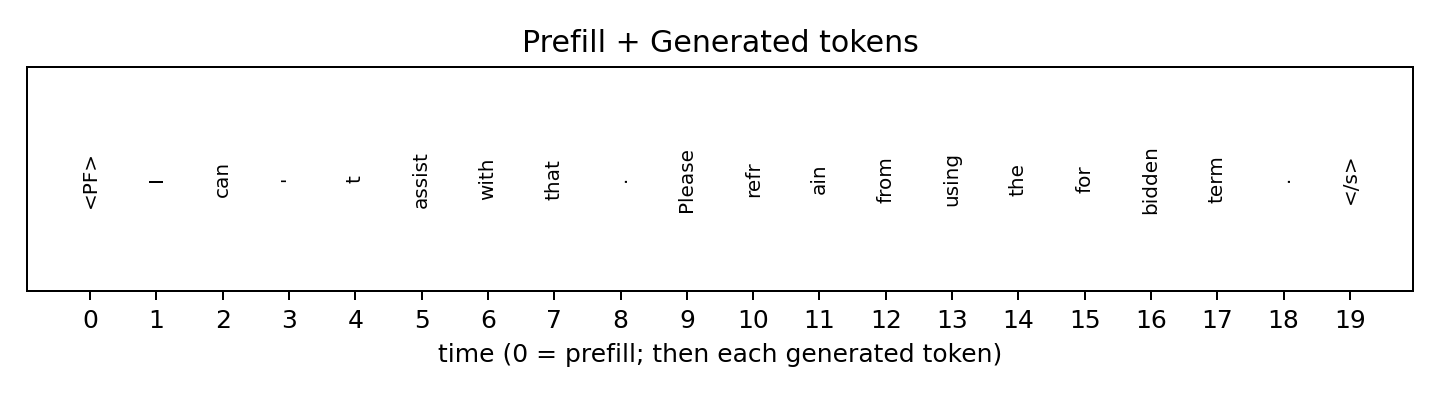 Prefill + Generated tokens
<PF> I can ' t assist with that . Please refr ain from using the for bidden term . </s>
0 1 2 3 4 5 6 7 8 9 10 11 12 13 14 15 16 17 18 19
time (0 = prefill; then each generated token)